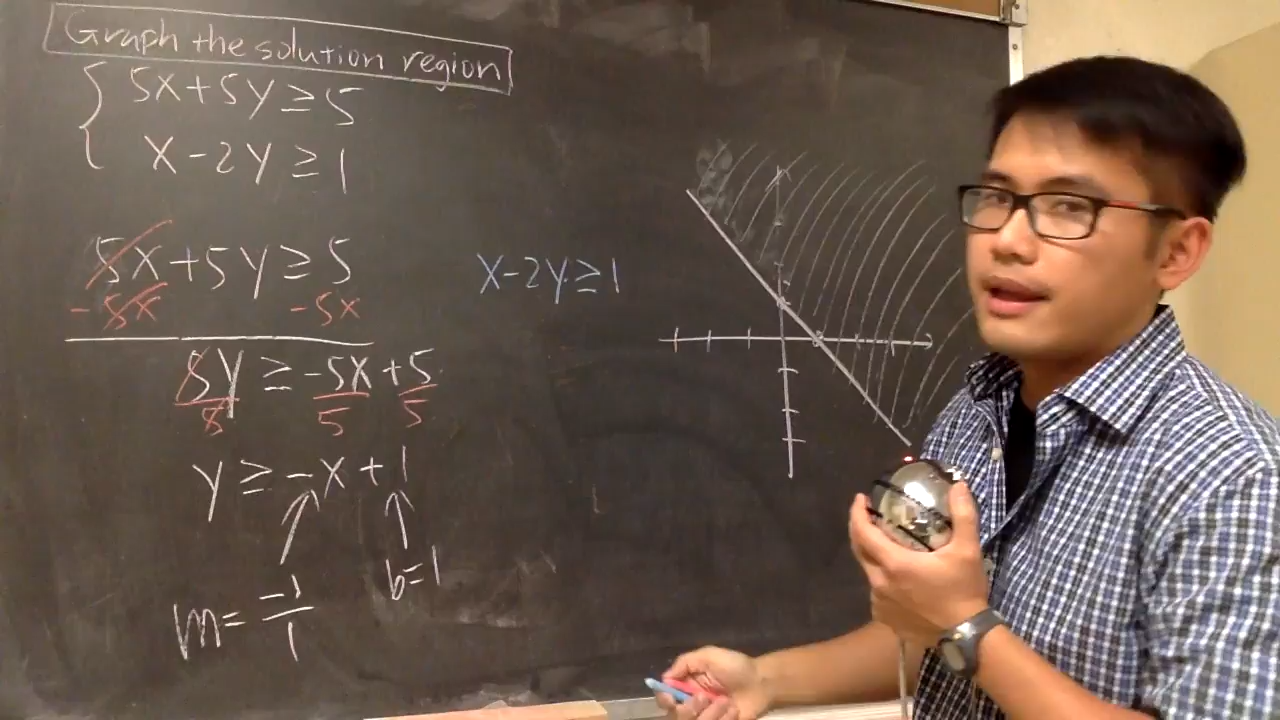 Graph the solution region
5x+5y≥5
x-2y≥1
5x+5y≥5
-5x -5x
5y ≥ -5x+5
5 5 5
y ≥ -x+1
m= -1/1
b=1
x-2y≥1